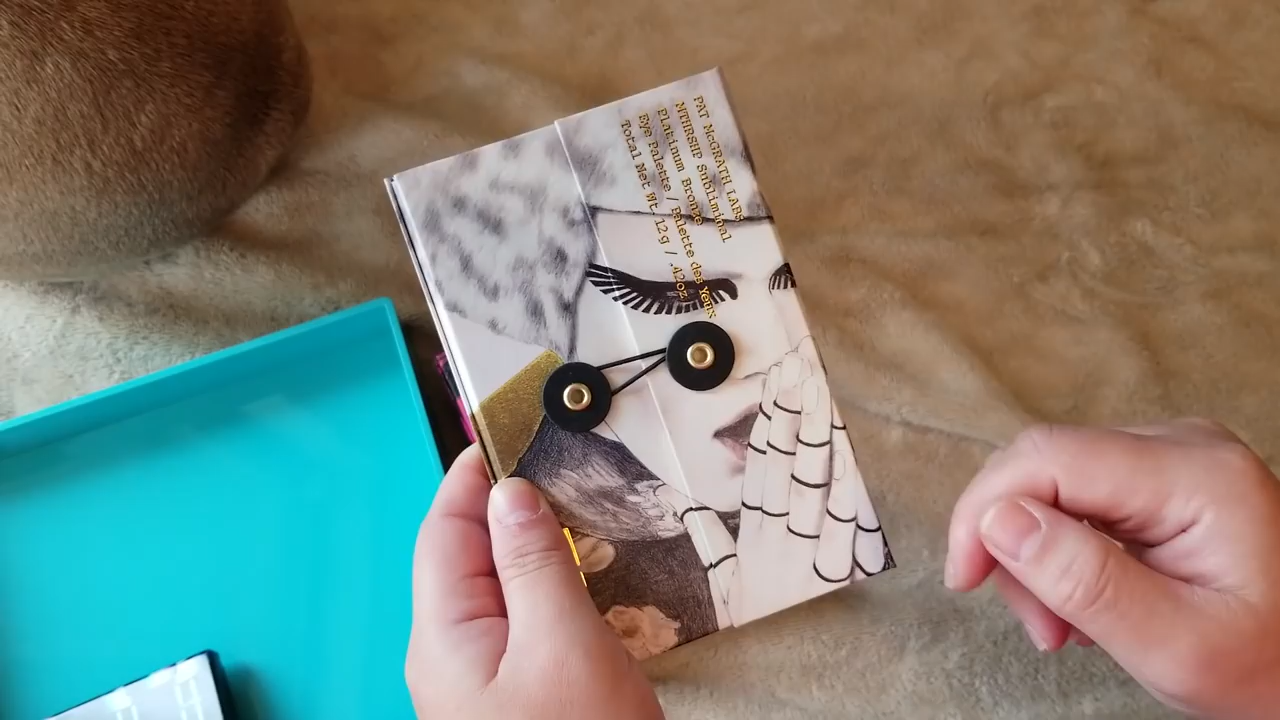 PAT McGRATH LABS
MTHRSHP Subliminal
Platinum Bronze
Eye Palette / Palette des Yeux
Total Net Wt. 12g / .42oz